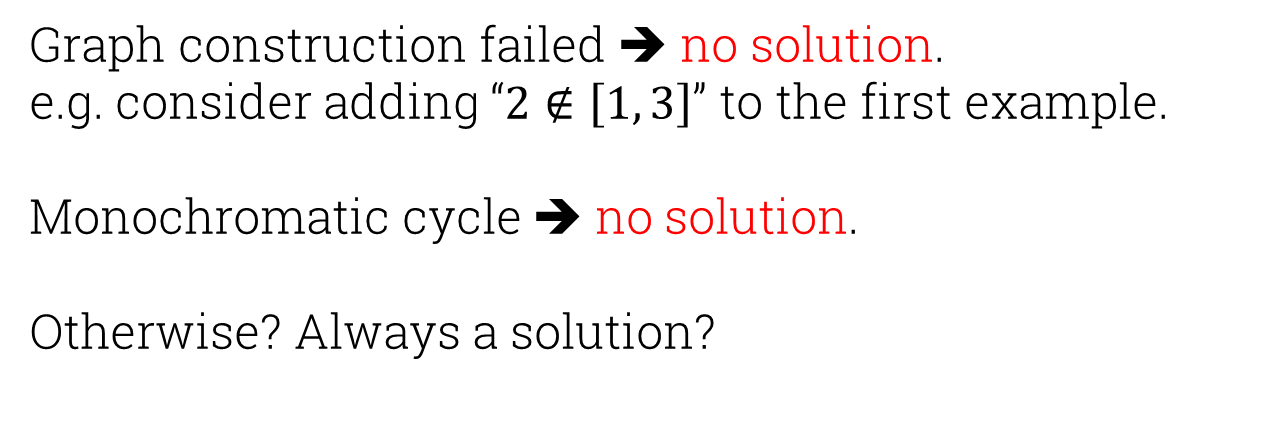 Graph construction failed 🡺 no solution.
e.g. consider adding “2 ∉ [1, 3]” to the first example.
Monochromatic cycle 🡺 no solution.
Otherwise? Always a solution?